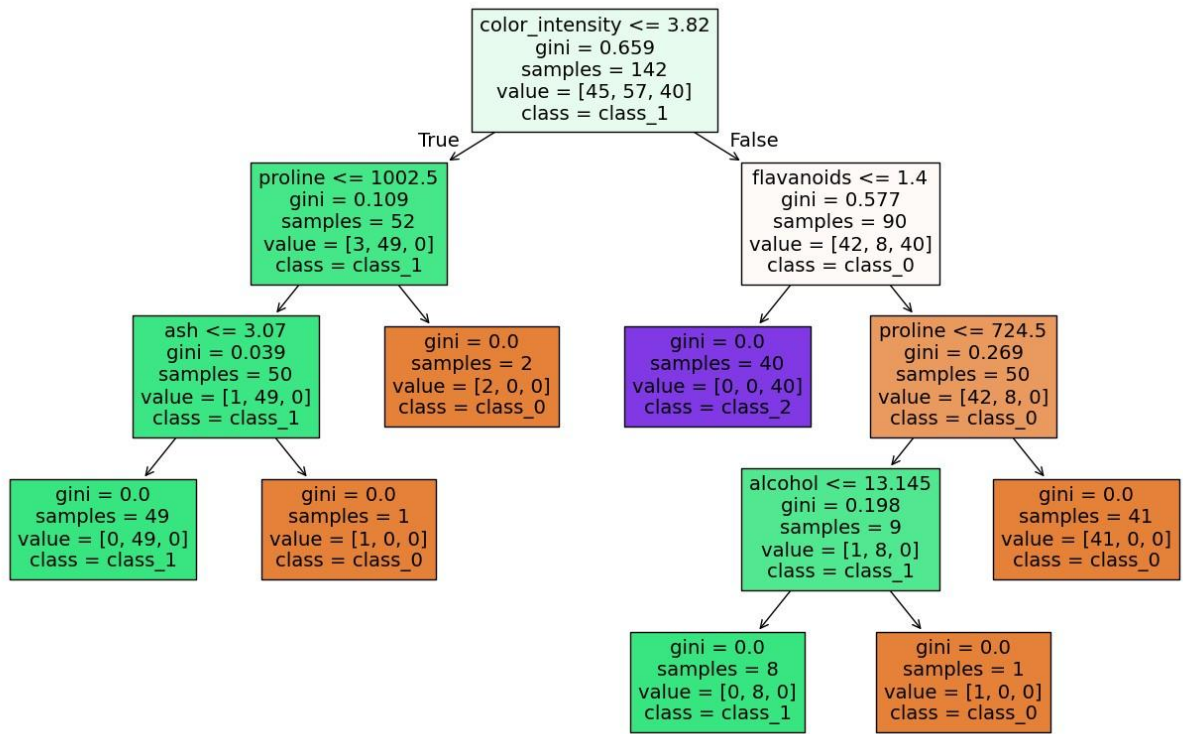 color_intensity <= 3.82
gini = 0.659
samples = 142
value = [45, 57, 40]
class = class_1
True
False
proline <= 1002.5
gini = 0.109
samples = 52
value = [3, 49, 0]
class = class_1
flavanoids <= 1.4
gini = 0.577
samples = 90
value = [42, 8, 40]
class = class_0
ash <= 3.07
gini = 0.039
samples = 50
value = [1, 49, 0]
class = class_1
gini = 0.0
samples = 2
value = [2, 0, 0]
class = class_0
gini = 0.0
samples = 40
value = [0, 0, 40]
class = class_2
proline <= 724.5
gini = 0.269
samples = 50
value = [42, 8, 0]
class = class_0
gini = 0.0
samples = 49
value = [0, 49, 0]
class = class_1
gini = 0.0
samples = 1
value = [1, 0, 0]
class = class_0
alcohol <= 13.145
gini = 0.198
samples = 9
value = [1, 8, 0]
class = class_1
gini = 0.0
samples = 41
value = [41, 0, 0]
class = class_0
gini = 0.0
samples = 8
value = [0, 8, 0]
class = class_1
gini = 0.0
samples = 1
value = [1, 0, 0]
class = class_0